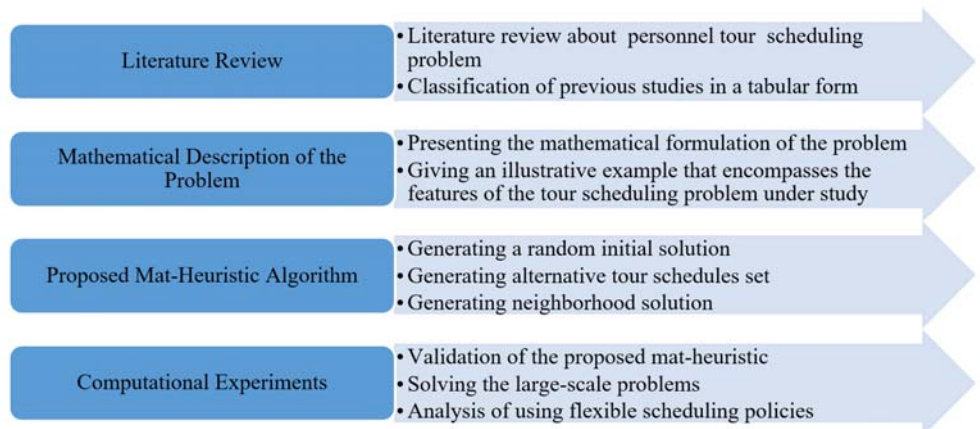 Literature Review
• Literature review about personnel tour scheduling
problem
• Classification of previous studies in a tabular form
Mathematical Description of the
Problem
• Presenting the mathematical formulation of the problem
• Giving an illustrative example that encompasses the
features of the tour scheduling problem under study
Proposed Mat-Heuristic Algorithm
• Generating a random initial solution
• Generating alternative tour schedules set
• Generating neighborhood solution
Computational Experiments
• Validation of the proposed mat-heuristic
• Solving the large-scale problems
• Analysis of using flexible scheduling policies